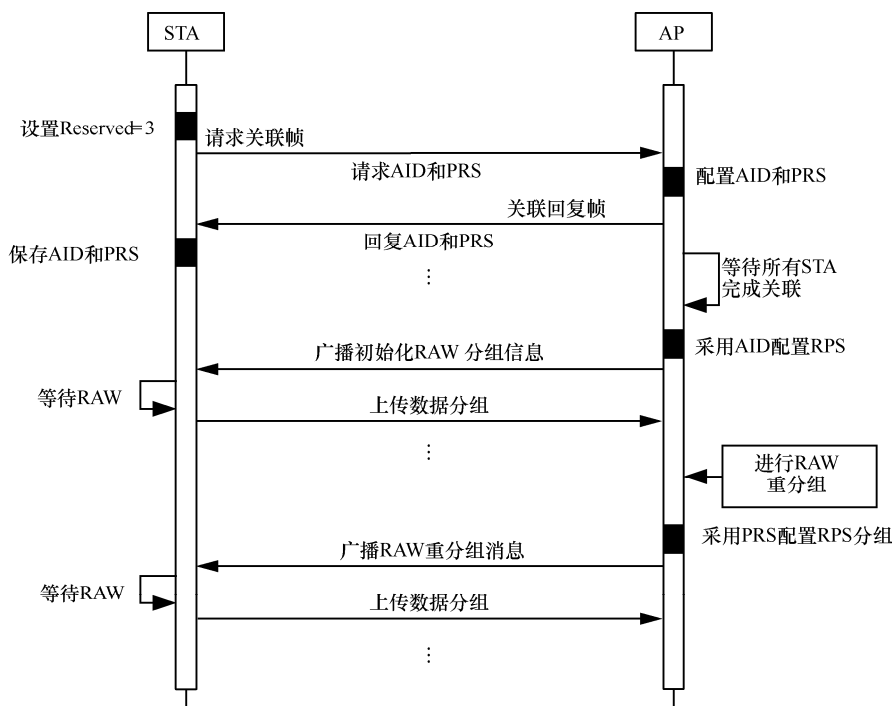 STA
AP
设置Reserved=3
请求关联帧
请求AID和PRS
配置AID和PRS
关联回复帧
保存AID和PRS
回复AID和PRS
⋮
等待所有STA
完成关联
采用AID配置RPS
广播初始化RAW 分组信息
等待RAW
上传数据分组
⋮
进行RAW
重分组
采用PRS配置RPS分组
广播RAW重分组消息
等待RAW
上传数据分组
⋮